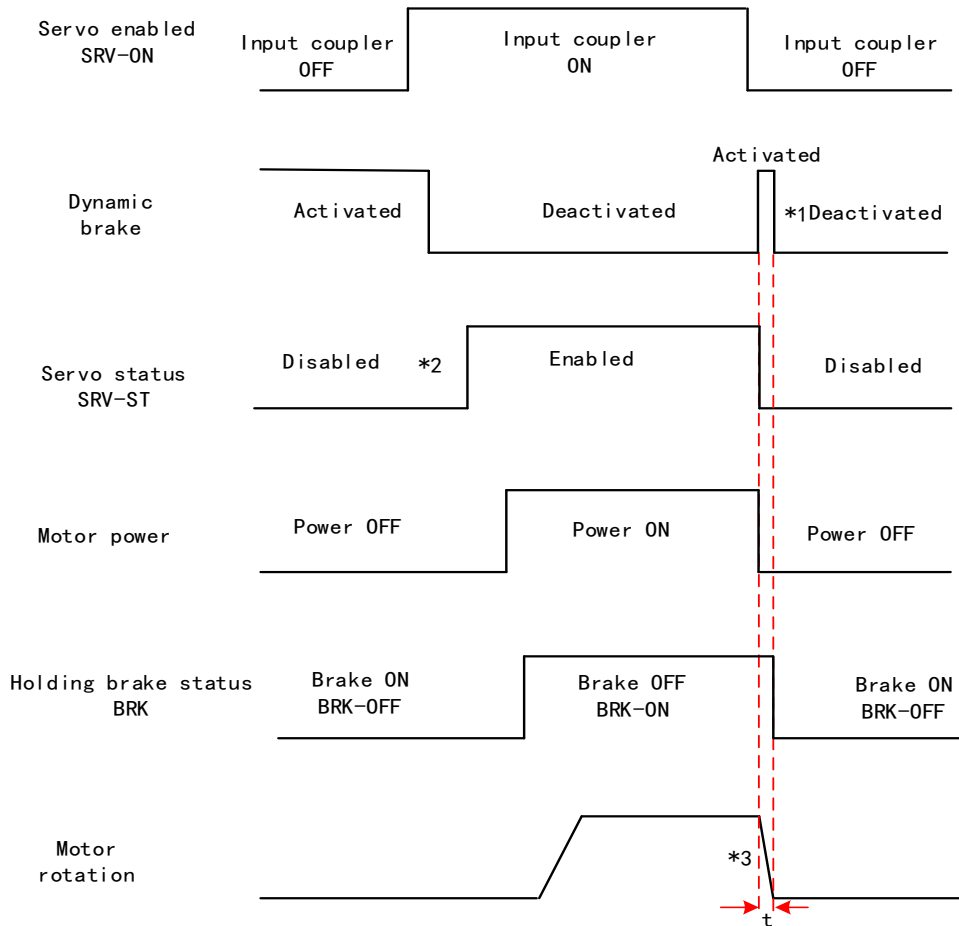 Servo enabled
SRV-ON
Input coupler
OFF
Input coupler
ON
Input coupler
OFF
Activated
Dynamic
brake
Activated
Deactivated
*1Deactivated
Servo status
SRV-ST
Disabled
*2
Enabled
Disabled
Motor power
Power OFF
Power ON
Power OFF
Holding brake status
BRK
Brake ON
BRK-OFF
Brake OFF
BRK-ON
Brake ON
BRK-OFF
Motor
rotation
*3
t